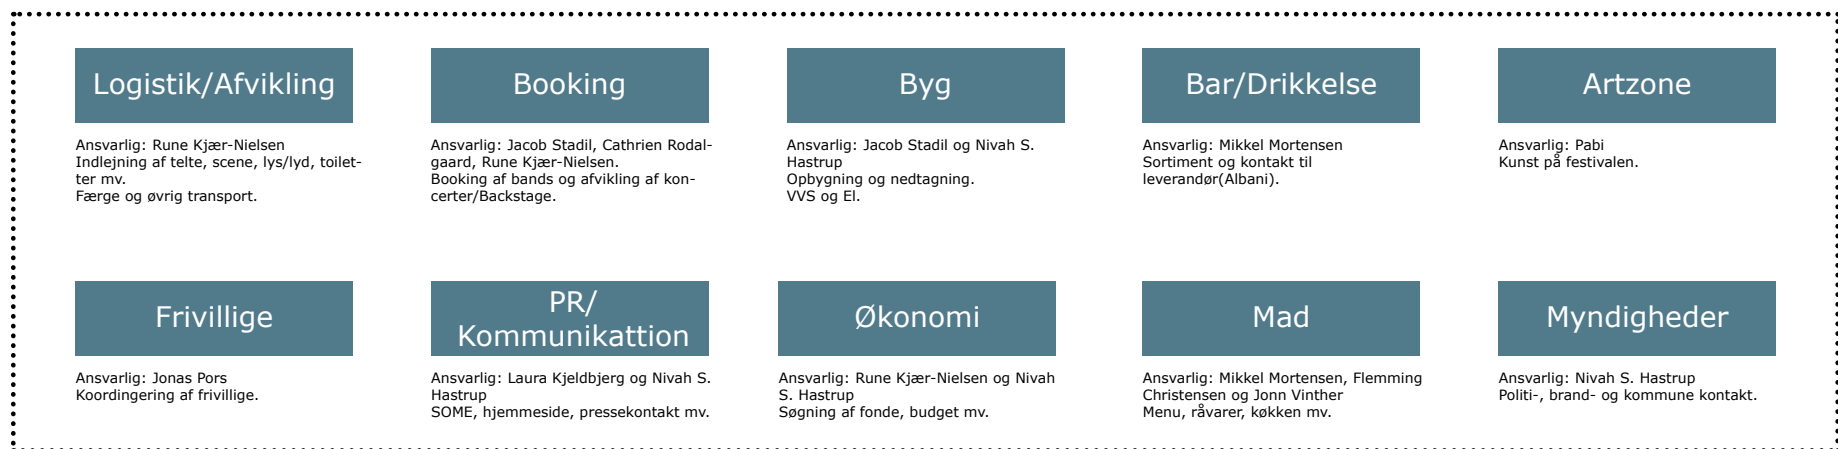 Logistik/Afvikling
Ansvarlig: Rune Kjær-Nielsen
Indlejning af telte, scene, lys/lyd, toilet-
ter mv.
Færge og øvrig transport.
Booking
Ansvarlig: Jacob Stadil, Cathrien Rodal-
gaard, Rune Kjær-Nielsen.
Booking af bands og afvikling af kon-
certer/Backstage.
Byg
Ansvarlig: Jacob Stadil og Nivah S.
Hastrup
Opbygning og nedtagning.
VVS og El.
Bar/Drikkelse
Ansvarlig: Mikkel Mortensen
Sortiment og kontakt til
leverandør(Albani).
Artzone
Ansvarlig: Pabi
Kunst på festivalen.
Frivillige
Ansvarlig: Jonas Pors
Koordingering af frivillige.
PR/
Kommunikattion
Ansvarlig: Laura Kjeldbjerg og Nivah S.
Hastrup
SOME, hjemmeside, pressekontakt mv.
Økonomi
Ansvarlig: Rune Kjær-Nielsen og Nivah
S. Hastrup
Søgning af fonde, budget mv.
Mad
Ansvarlig: Mikkel Mortensen, Flemming
Christensen og Jonn Vinther
Menu, råvarer, køkken mv.
Myndigheder
Ansvarlig: Nivah S. Hastrup
Politi-, brand- og kommune kontakt.